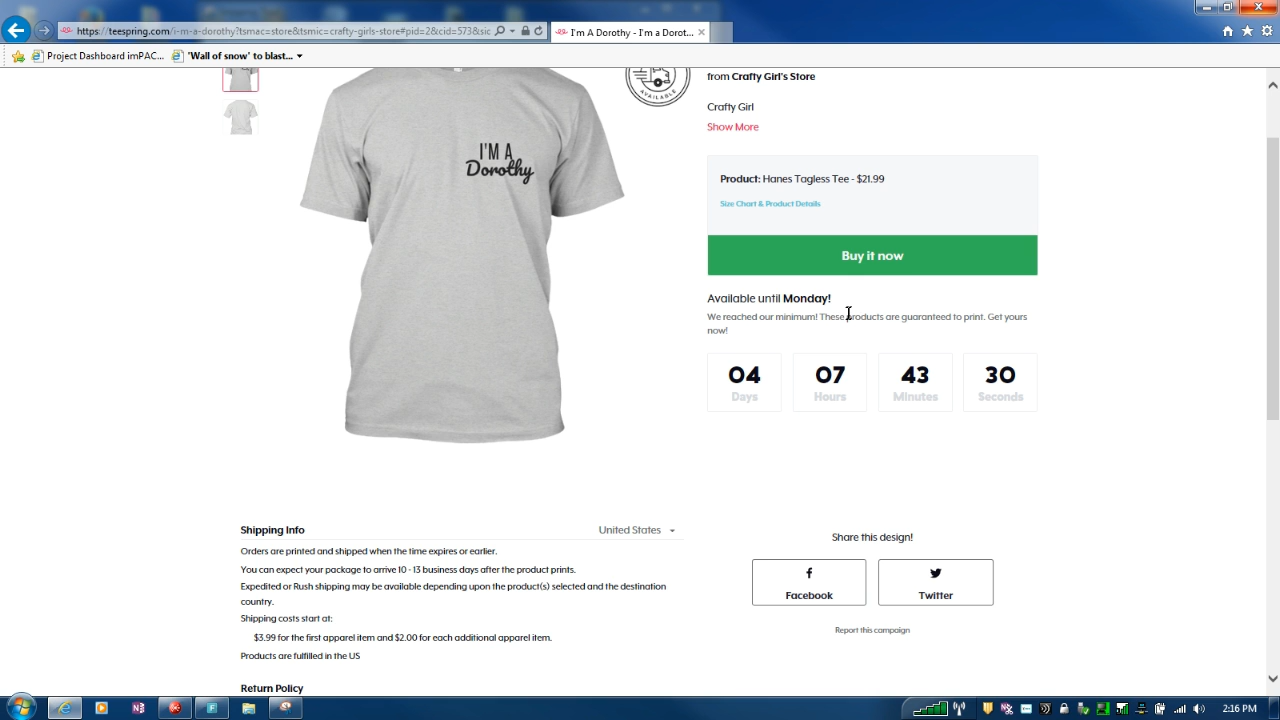 https://teespring.com/i-m-a-dorothy?tsmac=store&tsmic=crafty-girls-store#pid=2&cid=573&sid
I'm A Dorothy - I'm a Dorot...
Project Dashboard imPAC...
'Wall of snow' to blast...
AVAILABLE
from Crafty Girl's Store
Crafty Girl
Show More
I'M A
Dorothy
Product: Hanes Tagless Tee - $21.99
Size Chart & Product Details
Buy it now
Available until Monday!
We reached our minimum! These products are guaranteed to print. Get yours
now!
04 07 43 30
Days Hours Minutes Seconds
Shipping Info United States
Orders are printed and shipped when the time expires or earlier.
You can expect your package to arrive 10 - 13 business days after the product prints.
Expedited or Rush shipping may be available depending upon the product(s) selected and the destination
country.
Shipping costs start at:
$3.99 for the first apparel item and $2.00 for each additional apparel item.
Products are fulfilled in the US
Return Policy
Share this design!
Facebook Twitter
Report this campaign
2:16 PM